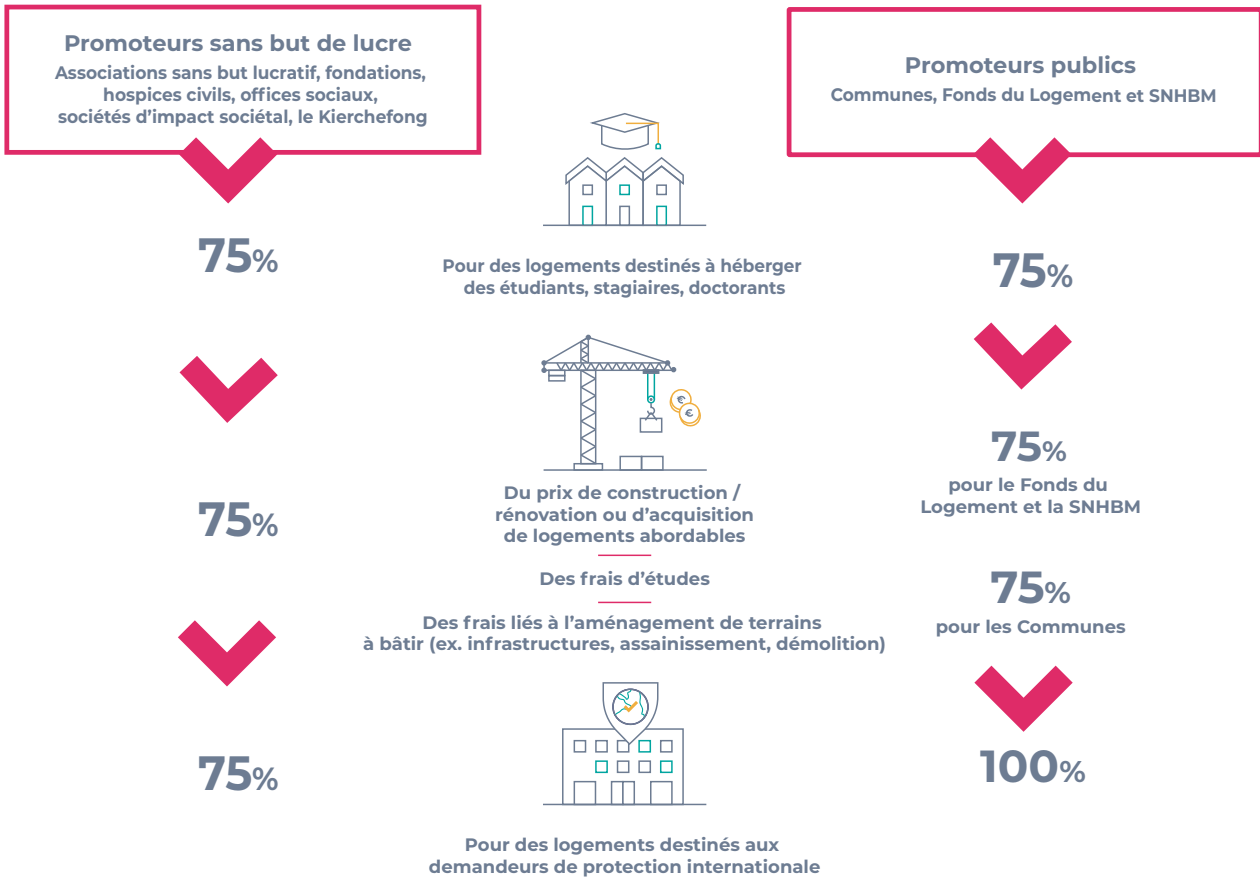 Promoteurs sans but de lucre
Associations sans but lucratif, fondations,
hospices civils, offices sociaux,
sociétés d'impact sociétal, le Kierchefong
Promoteurs publics
Communes, Fonds du Logement et SNHBM
75%
Pour des logements destinés à héberger
des étudiants, stagiaires, doctorants
75%
75%
Du prix de construction /
rénovation ou d'acquisition
de logements abordables
Des frais d'études
Des frais liés à l'aménagement de terrains
à bâtir (ex. infrastructures, assainissement, démolition)
75%
pour le Fonds du
Logement et la SNHBM
75%
pour les Communes
75%
€
€
Pour des logements destinés aux
demandeurs de protection internationale
100%